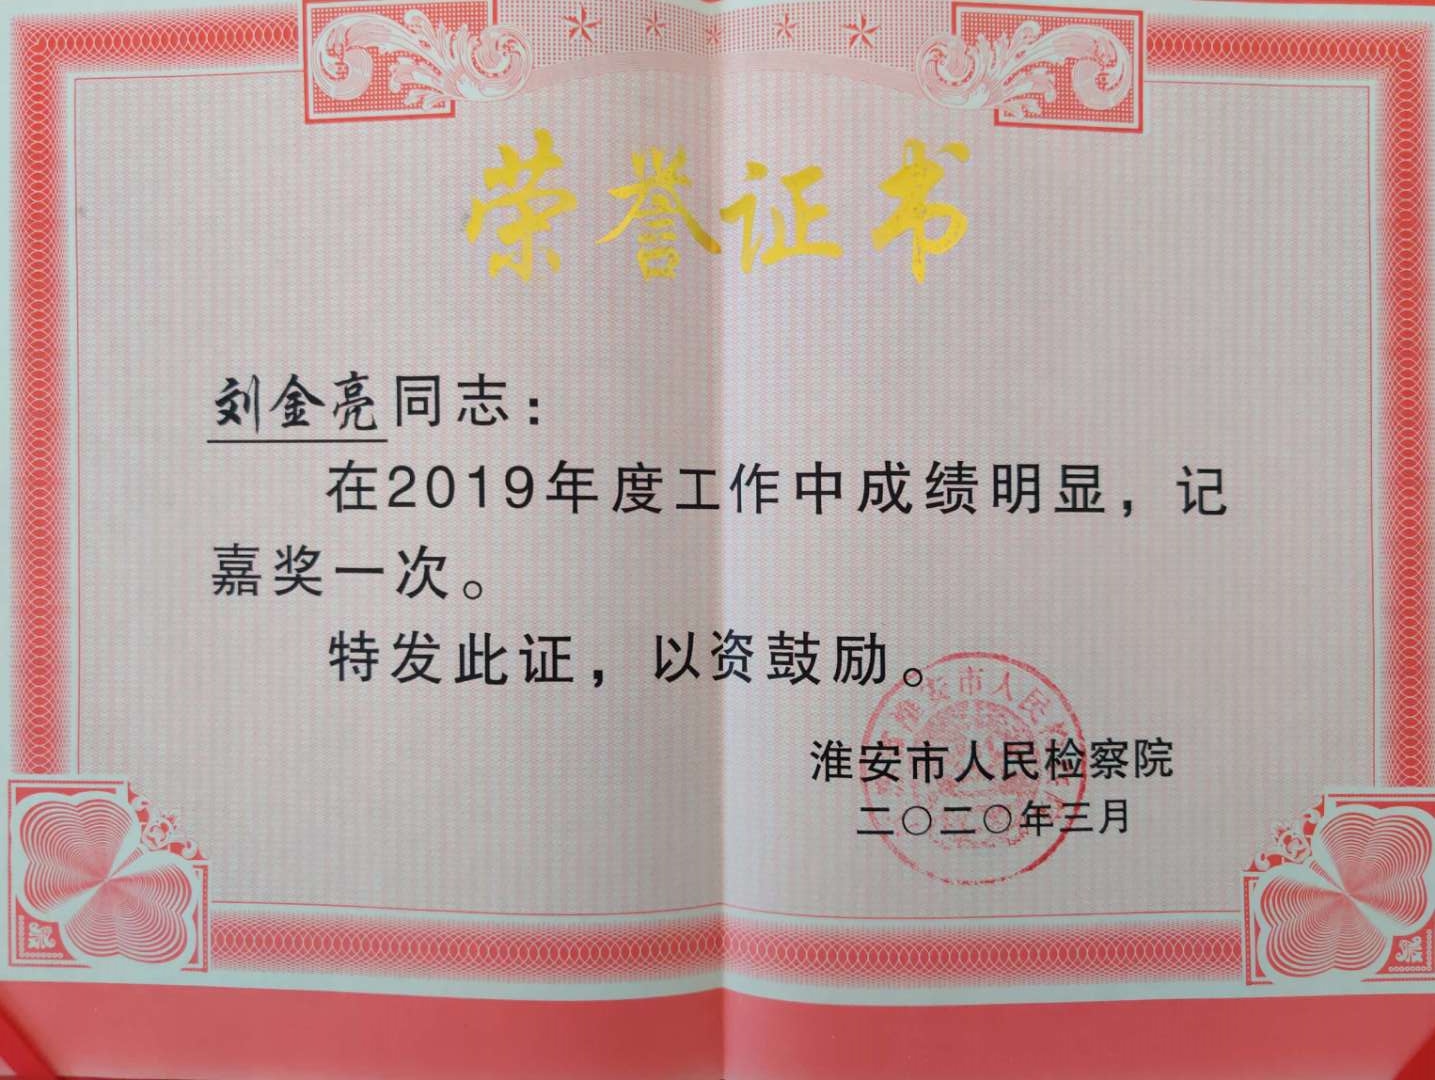 荣誉证书
刘金亮同志：
在2019年度工作中成绩明显，记
嘉奖一次。
特发此证，以资鼓励。
淮安市人民检察院
二〇二〇年三月